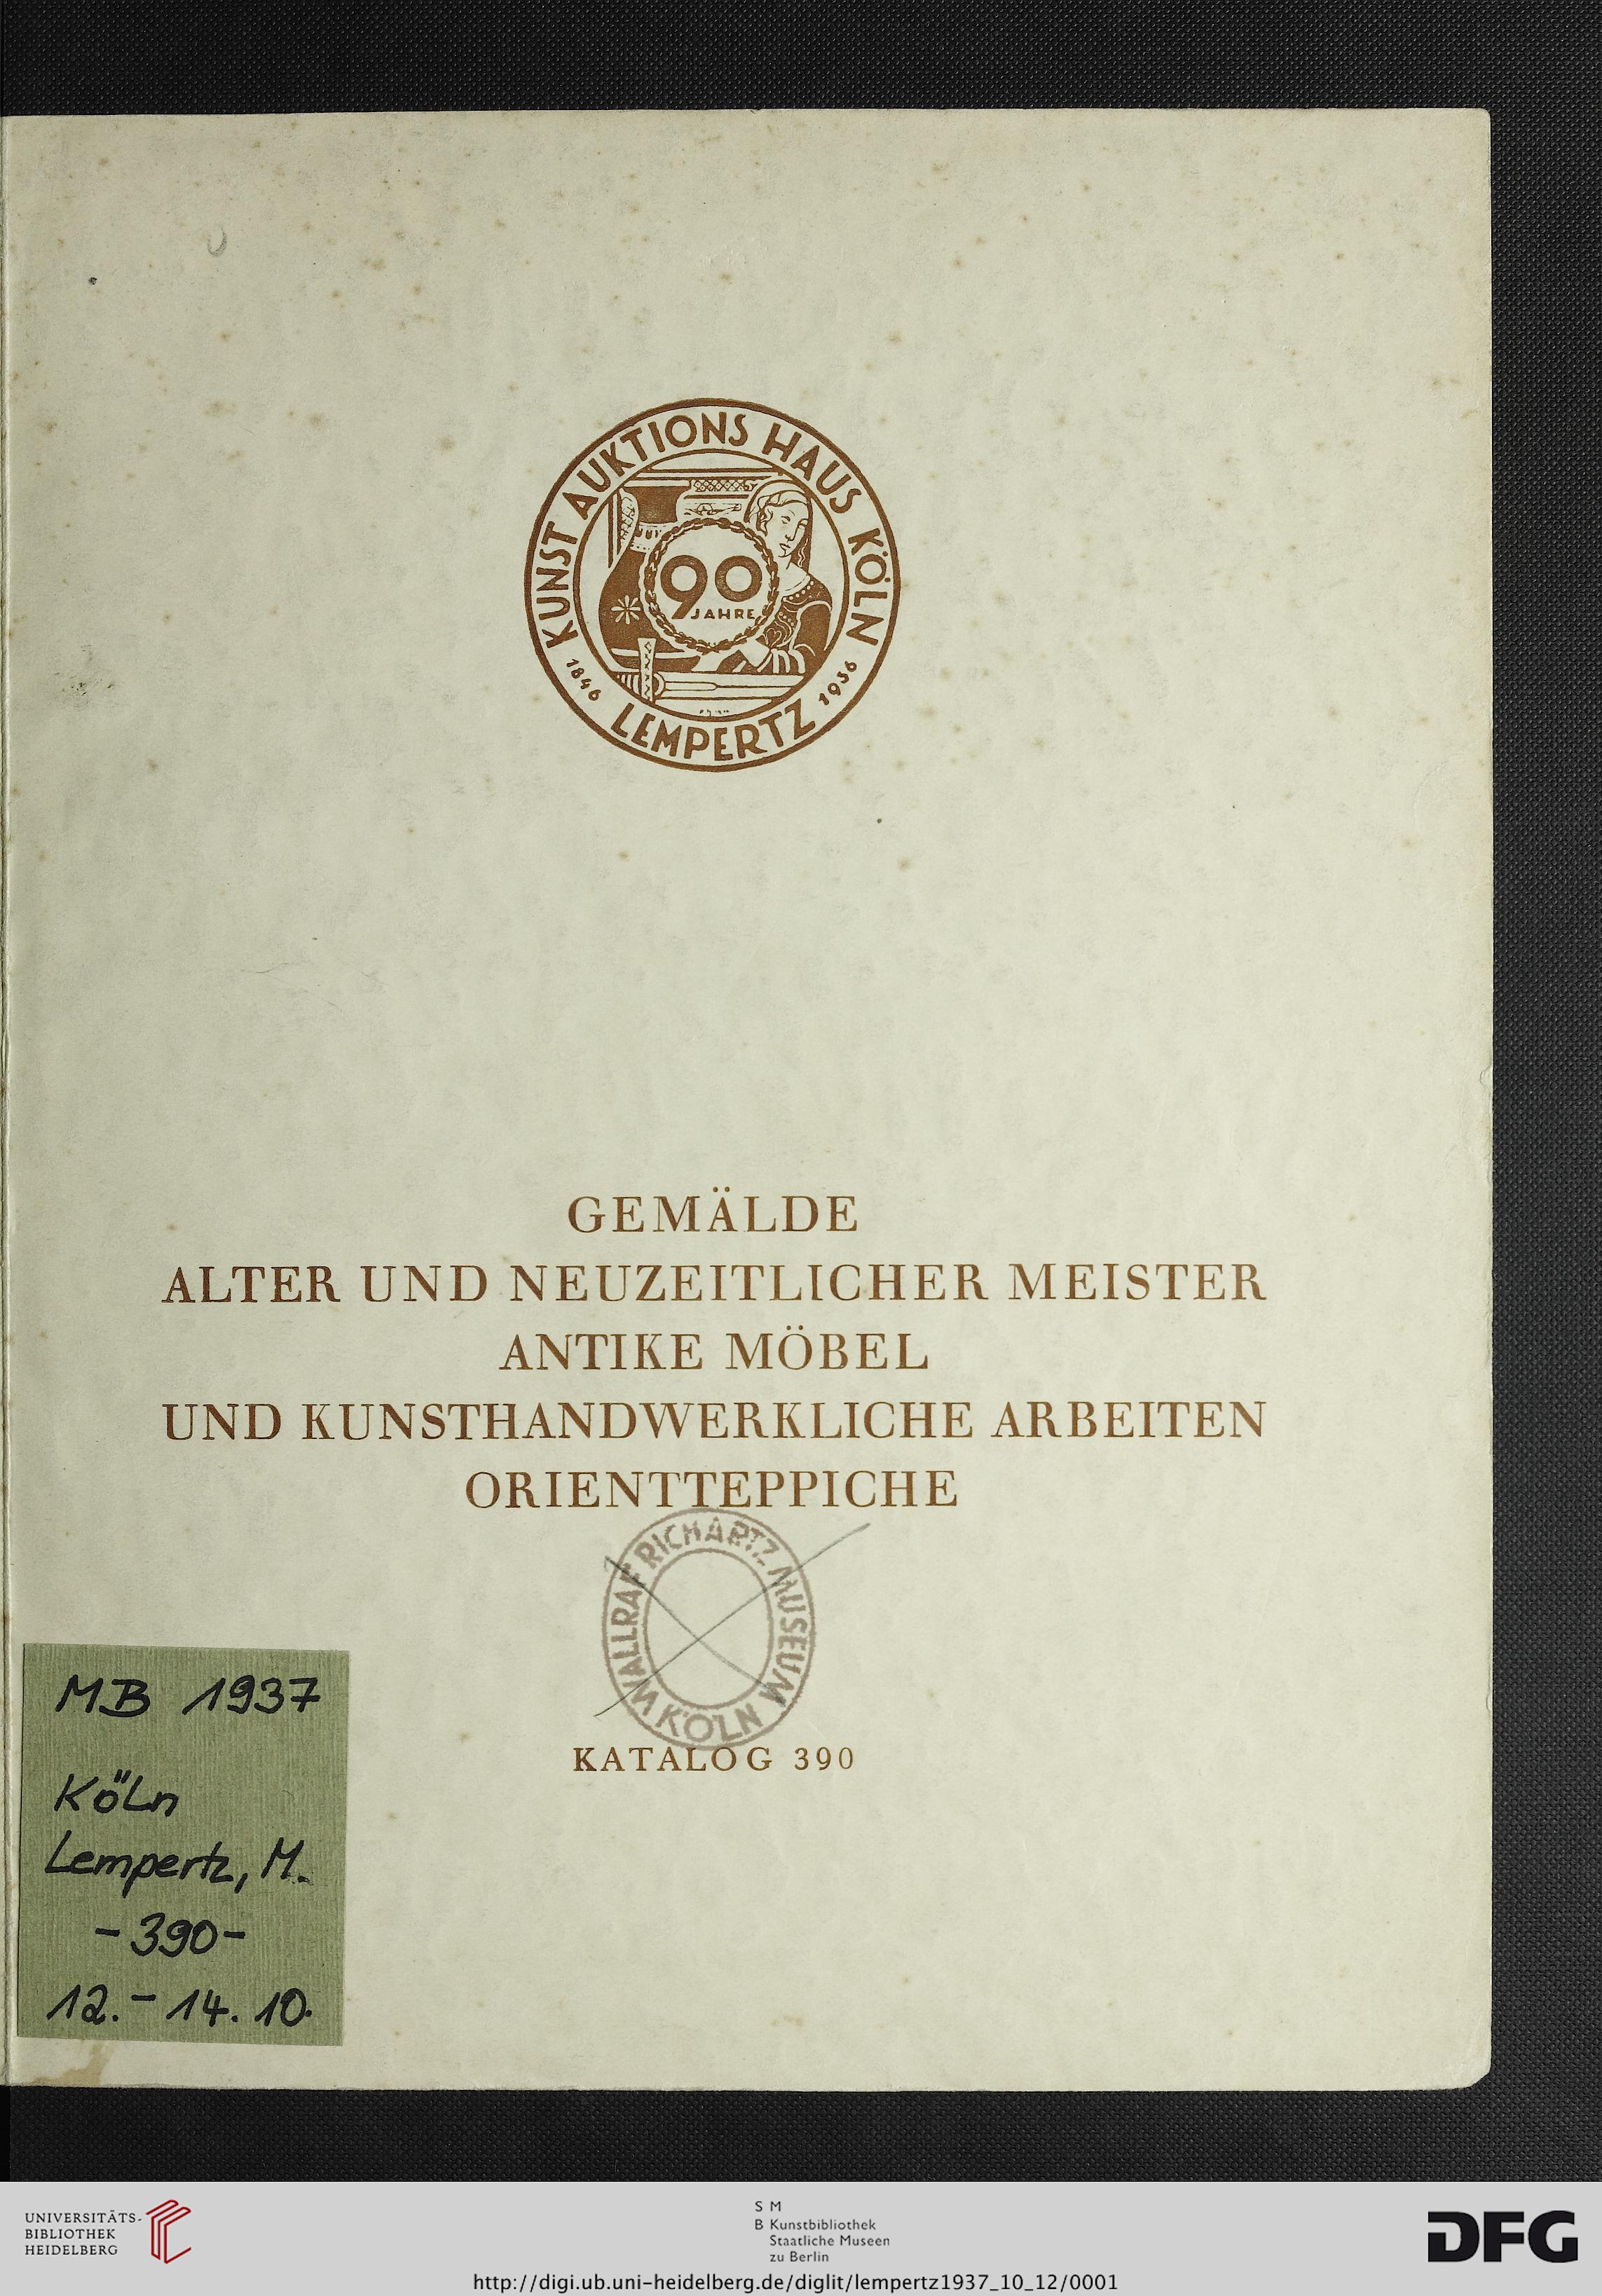 KUNST AUKTIONS HAUS KÖLN
90
JAHRE
1846
1936
LEMPERTZ
GEMÄLDE
ALTER UND NEUZEITLICHER MEISTER
ANTIKE MÖBEL
UND KUNSTHANDWERKLICHE ARBEITEN
ORIENTTEPPICHE
WALLRAF RICHARTZ MUSEUM
KÖLN
KATALOG 390
MB 1937
Köln
Lempertz, M.
-390-
12.- 14. 10.
UNIVERSITÄTS-
BIBLIOTHEK
HEIDELBERG
S M
B Kunstbibliothek
Staatliche Museen
zu Berlin
DFG
http://digi.ub.uni-heidelberg.de/diglit/lempertz1937_10_12/0001